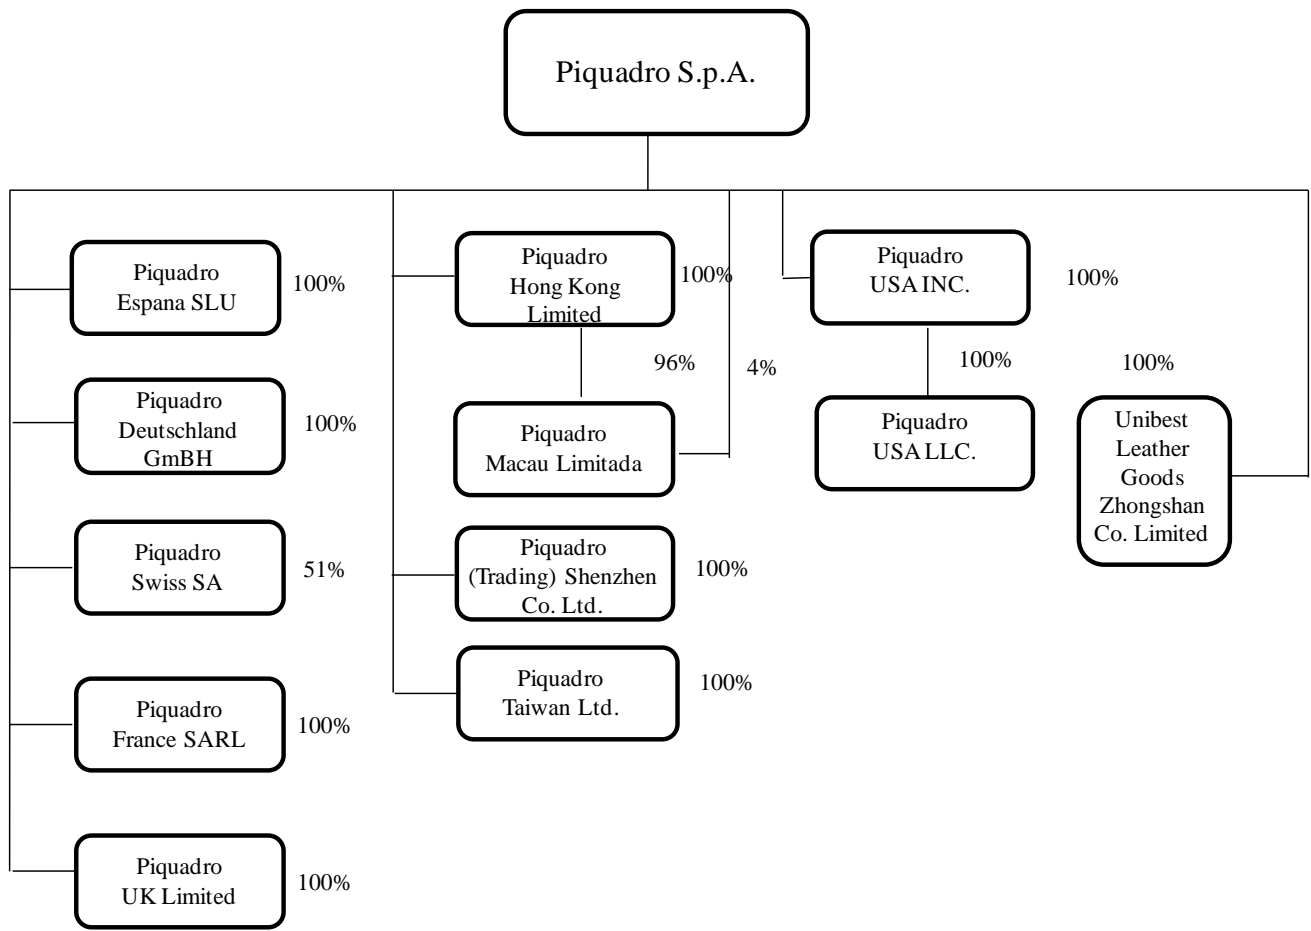 Piquadro S.p.A.
Piquadro
Espana SLU
100%
Piquadro
Deutschland
GmBH
100%
Piquadro
Swiss SA
51%
Piquadro
France SARL
100%
Piquadro
UK Limited
100%
Piquadro
Hong Kong
Limited
100%
96%
4%
Piquadro
Macau Limitada
Piquadro
(Trading) Shenzhen
Co. Ltd.
100%
Piquadro
Taiwan Ltd.
100%
Piquadro
USA INC.
100%
100%
Piquadro
USA LLC.
100%
Unibest
Leather
Goods
Zhongshan
Co. Limited